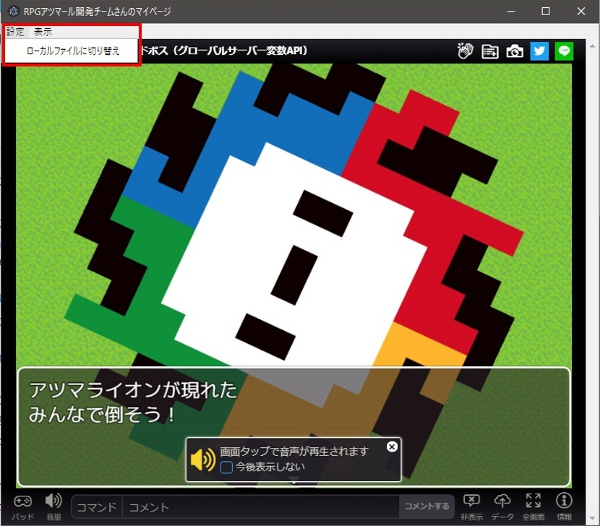 RPGアツマール開発チームさんのマイページ
設定 表示
ローカルファイルに切り替え
ドボス（グローバルサーバー変数API）
アツマライオンが現れた
みんなで倒そう！
画面タップで音声が再生されます
今後表示しない
パッド
音量
コマンド
コメント
コメントする
非表示
データ
全画面
情報